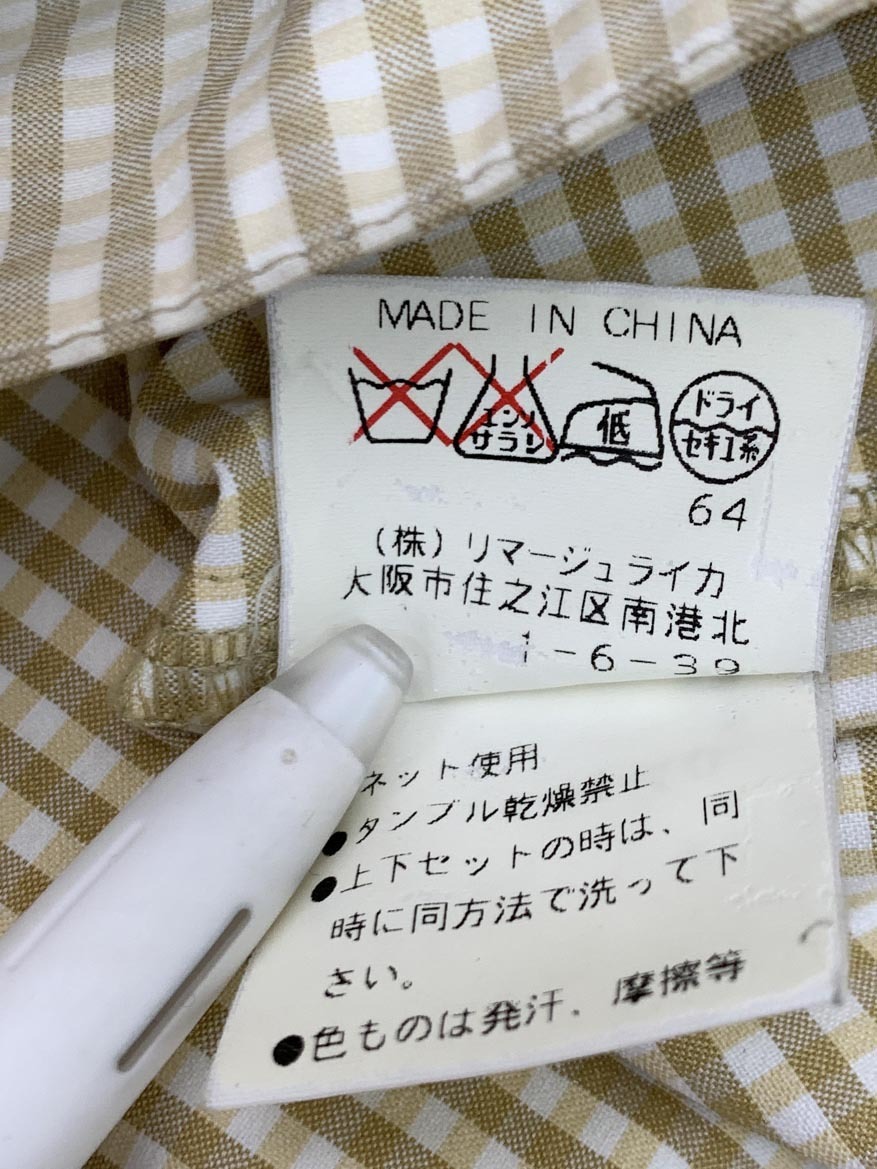 MADE IN CHINA
エンソ
サラシ
低
ドライ
セキユ系
64
(株)リマージュライカ
大阪市住之江区南港北
1-6-39
ネット使用
●タンブル乾燥禁止
●上下セットの時は、同
時に同方法で洗って下
さい。
●色ものは発汗、摩擦等